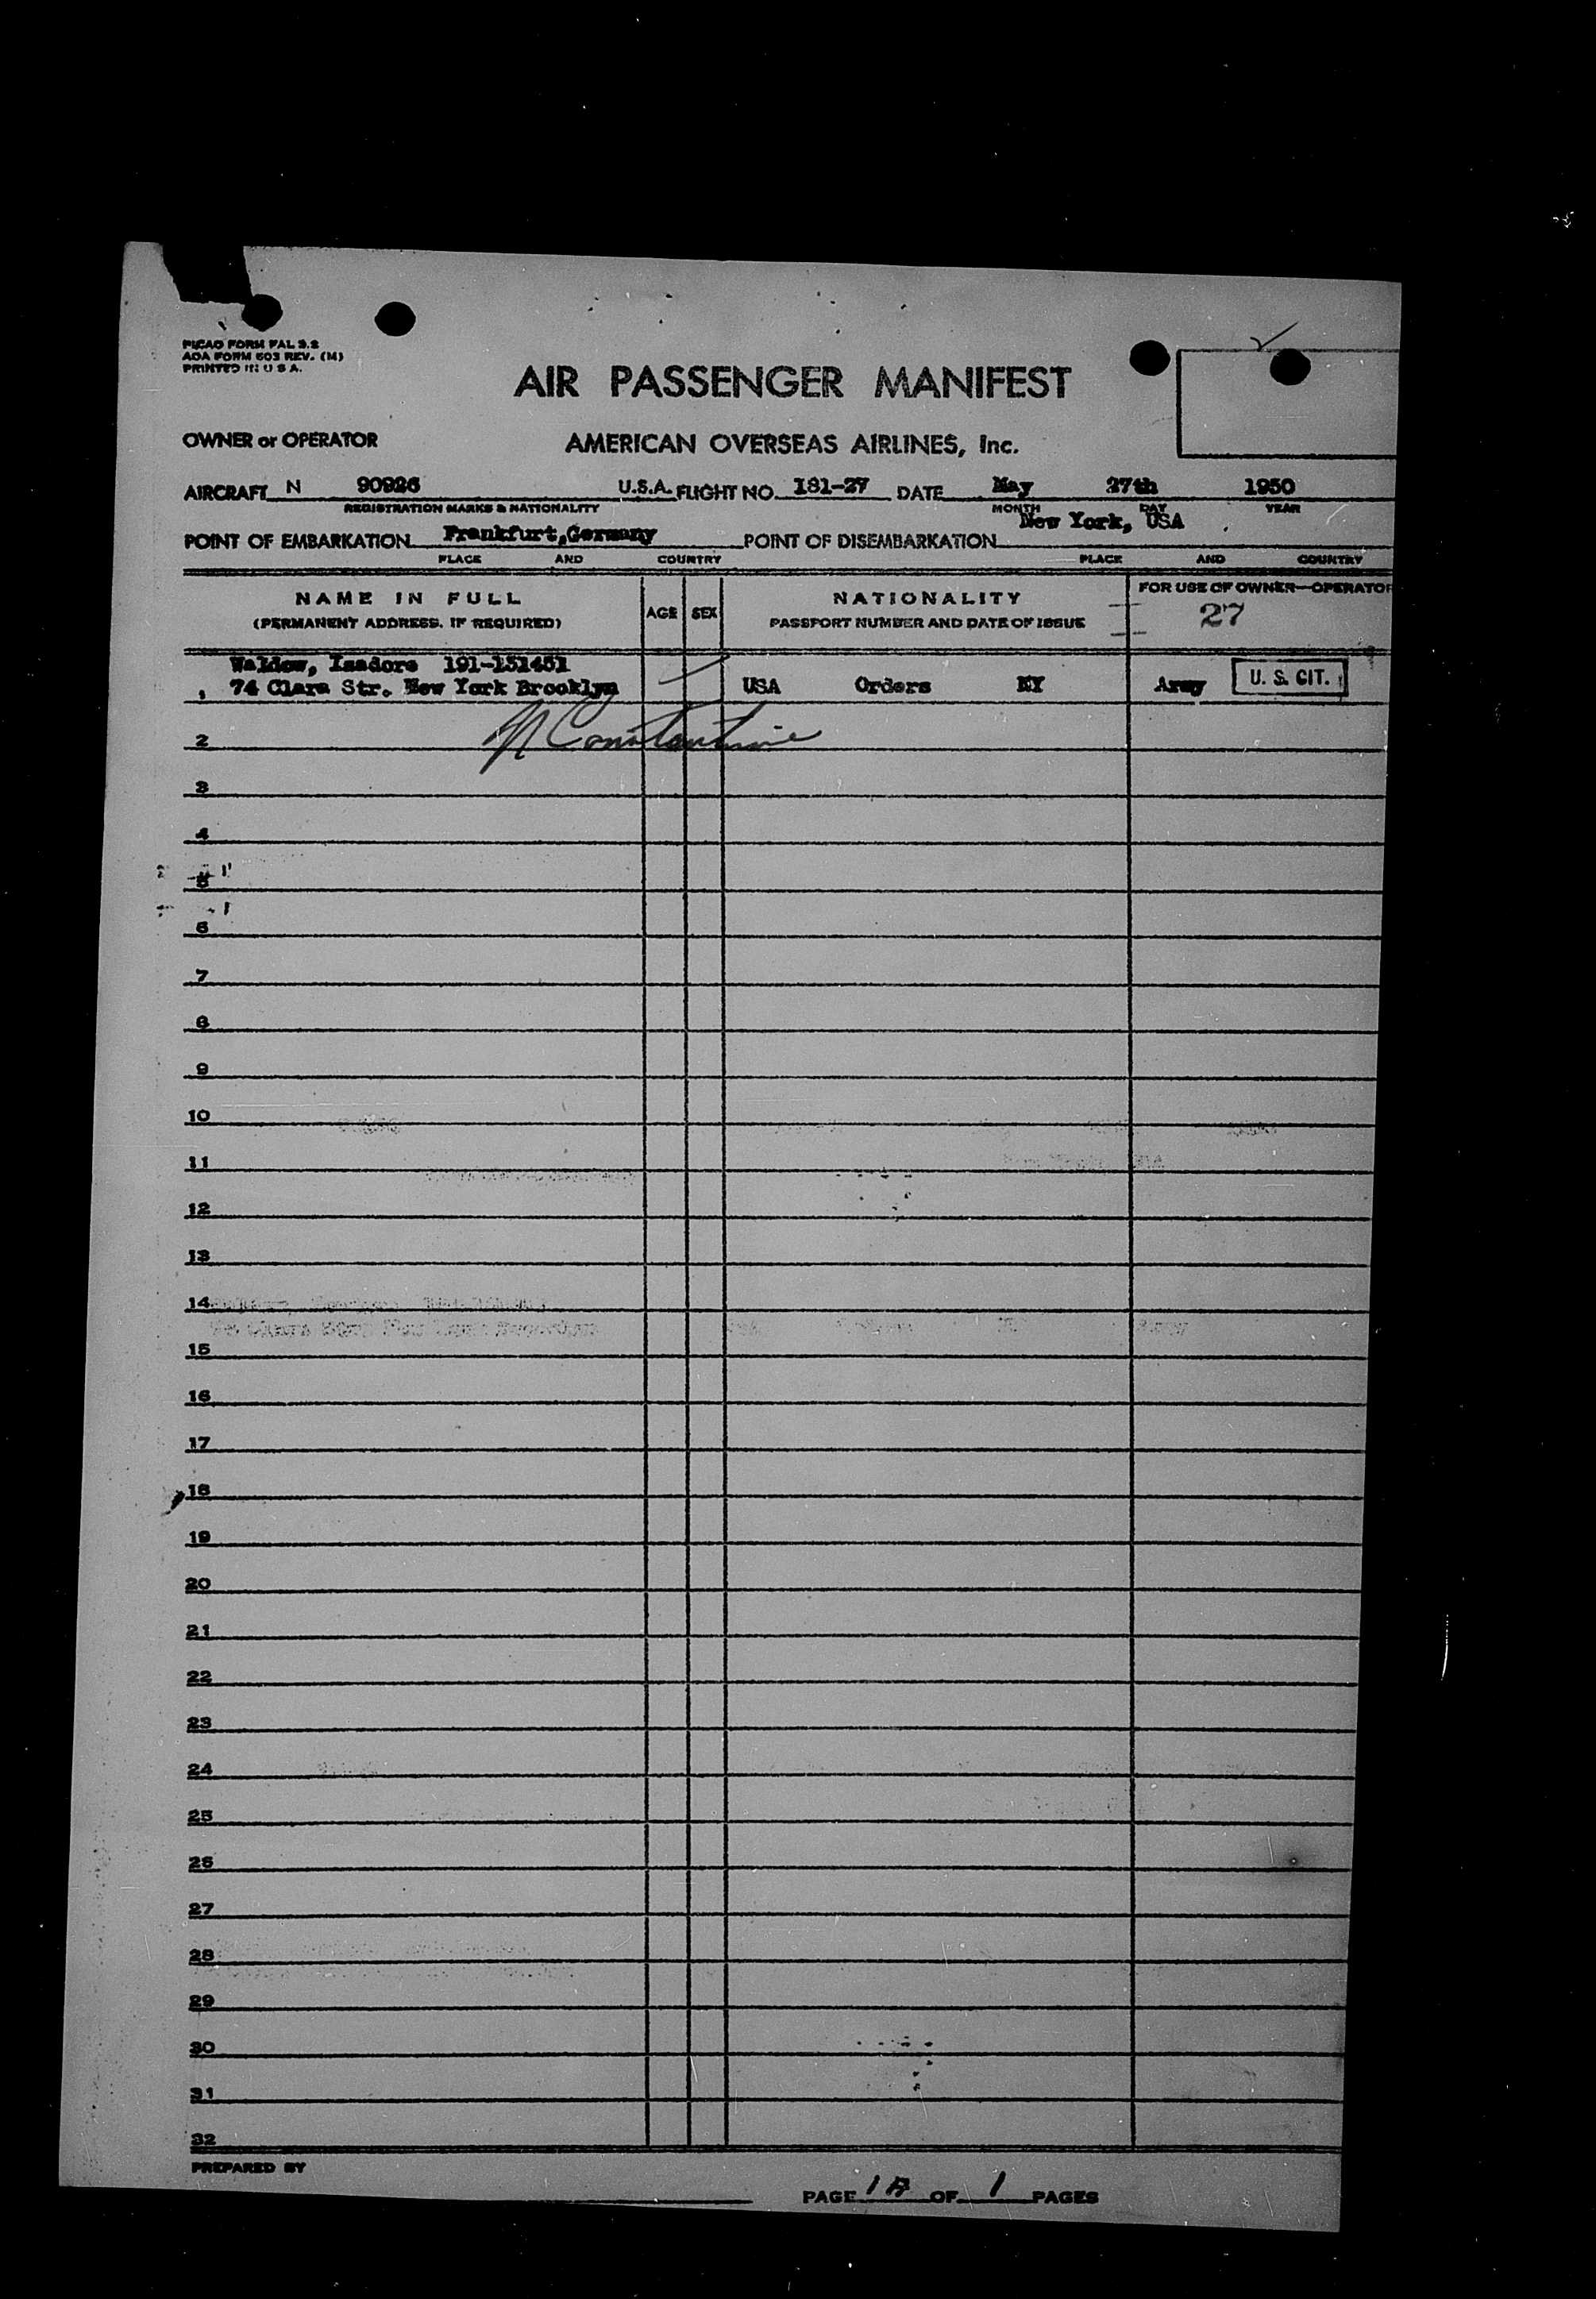 PICAO FORM FAL 3.2
AOA FORM 603 REV. (M)
PRINTED IN U S A.
AIR PASSENGER MANIFEST
OWNER or OPERATOR AMERICAN OVERSEAS AIRLINES, Inc.
AIRCRAFT N 90926 U.S.A. FLIGHT NO. 181-27 DATE May 27th 1950
REGISTRATION MARKS & NATIONALITY MONTH DAY YEAR
POINT OF EMBARKATION Frankfurt,Germany POINT OF DISEMBARKATION New York, USA
PLACE AND COUNTRY PLACE AND COUNTRY
NAME IN FULL AGE SEX NATIONALITY FOR USE OF OWNER—OPERATOR
(PERMANENT ADDRESS, IF REQUIRED) PASSPORT NUMBER AND DATE OF ISSUE 27
Waldow, Isadore 191-151451
1 74 Clara Str. New York Brooklyn USA Orders NY Army U. S. CIT.
2 N Constantine
3
4
5
6
7
8
9
10
11
12
13
14
15
16
17
18
19
20
21
22
23
24
25
26
27
28
29
30
31
32
PREPARED BY
PAGE 1A OF 1 PAGES